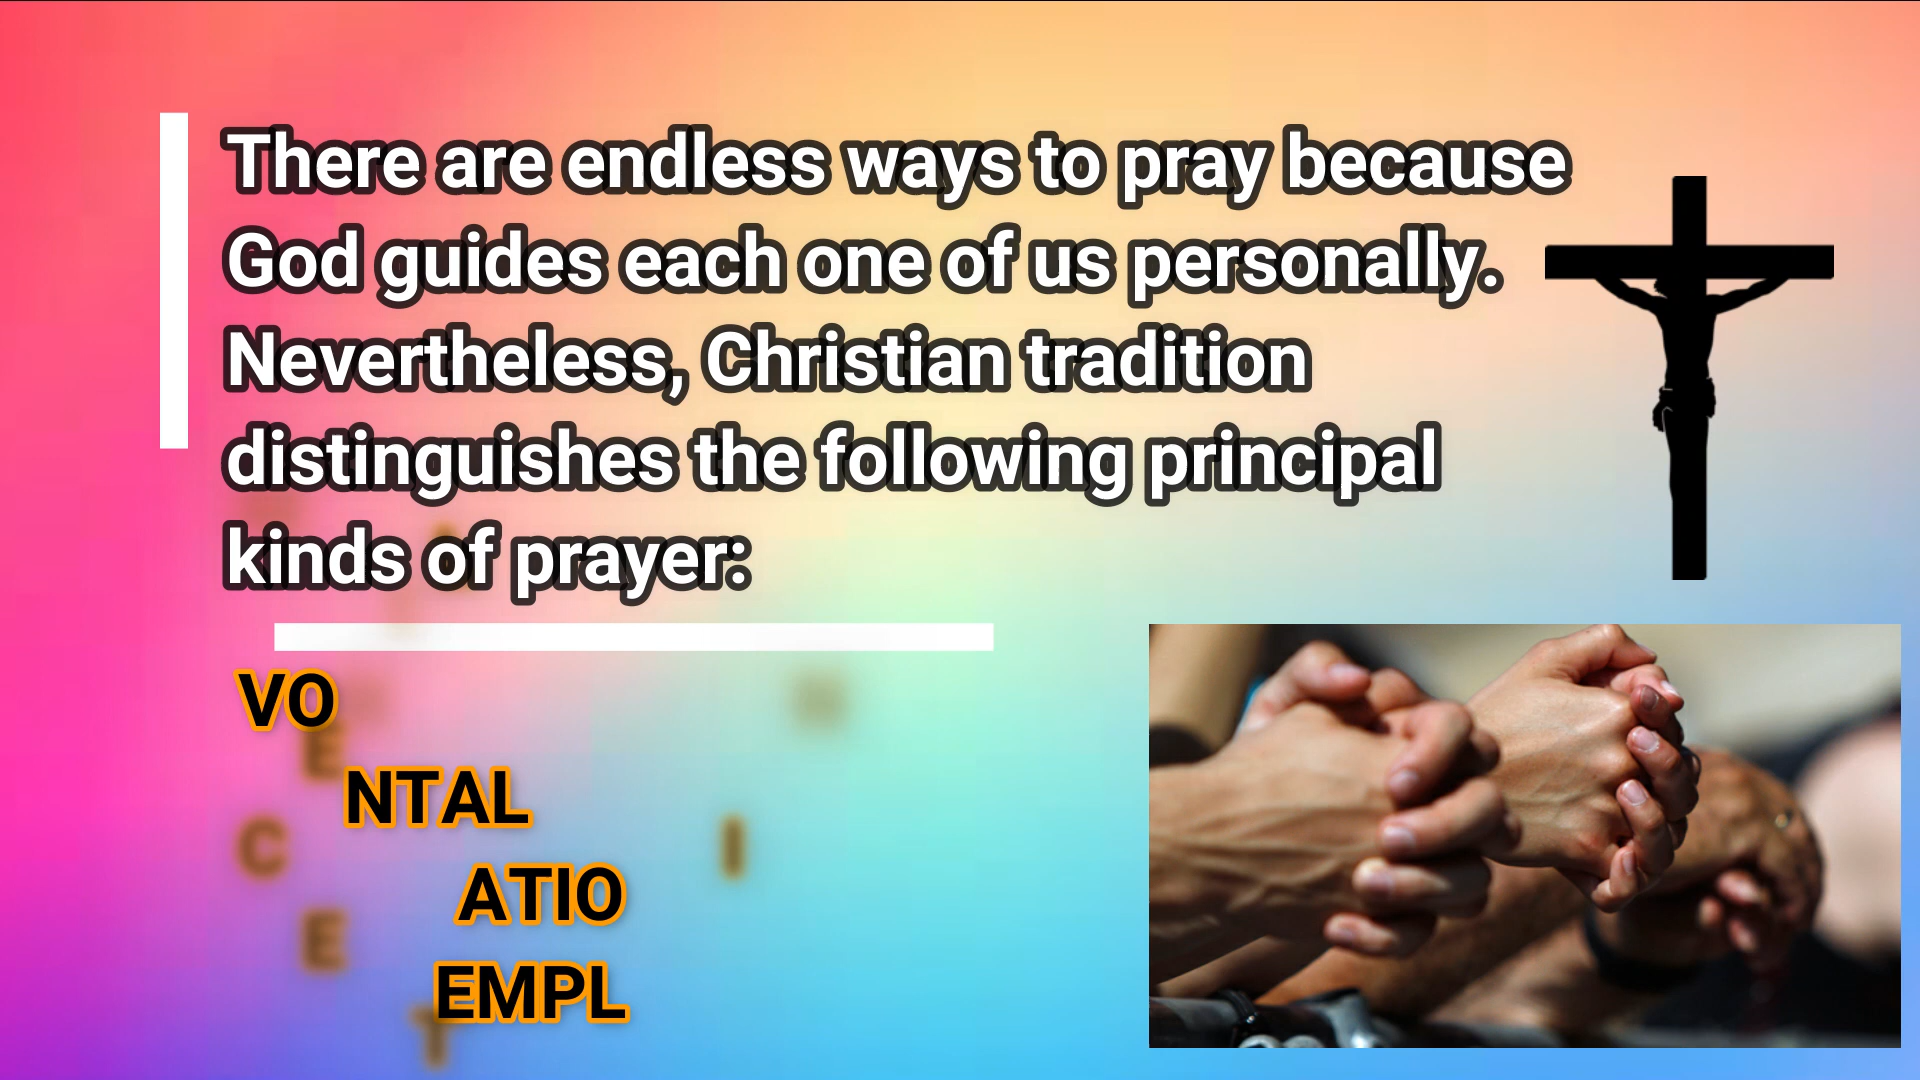 There are endless ways to pray because
God guides each one of us personally.
Nevertheless, Christian tradition
distinguishes the following principal
kinds of prayer:
VO
E
NTAL
C I
ATIO
E
EMPL
T